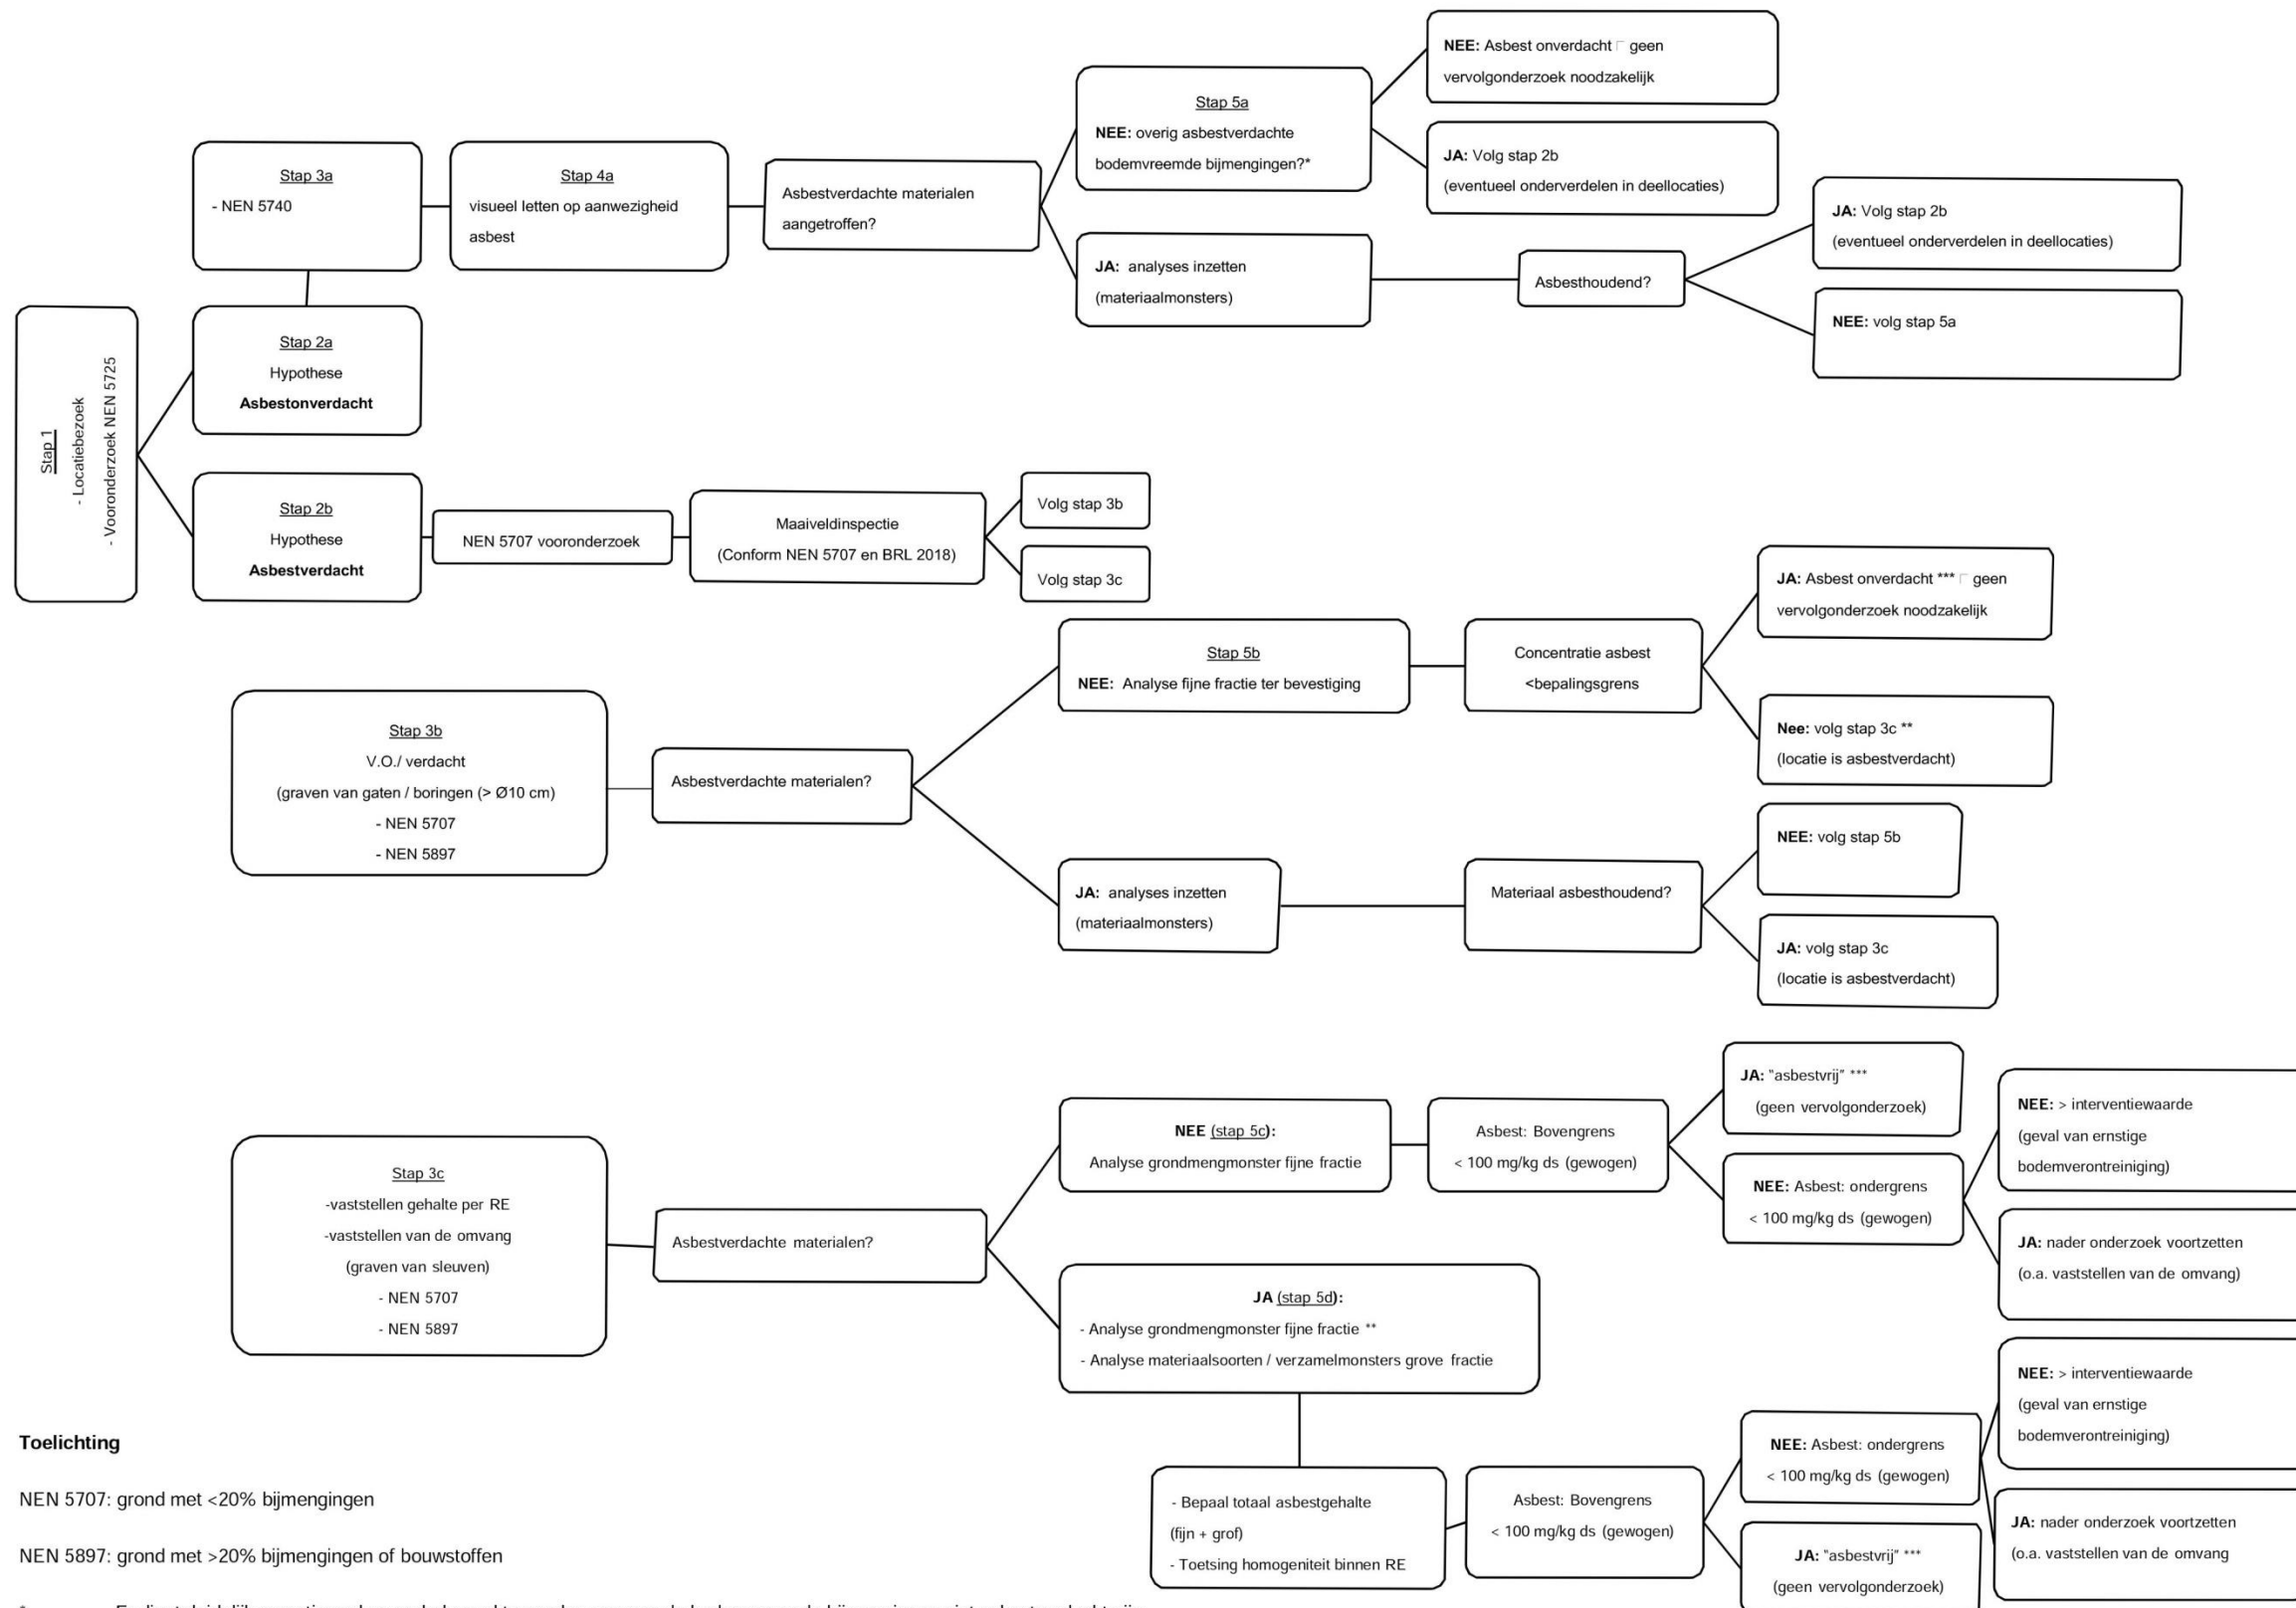 Stap 1
- Locatiebezoek
- Vooronderzoek NEN 5725
Stap 2a
Hypothese
Asbestonverdacht
Stap 3a
- NEN 5740
Stap 4a
visueel letten op aanwezigheid
asbest
Asbestverdachte materialen
aangetroffen?
Stap 5a
NEE: overig asbestverdachte
bodemvreemde bijmengingen?*
NEE: Asbest onverdacht geen
vervolgonderzoek noodzakelijk
JA: Volg stap 2b
(eventueel onderverdelen in deellocaties)
JA: analyses inzetten
(materiaalmonsters)
Asbesthoudend?
JA: Volg stap 2b
(eventueel onderverdelen in deellocaties)
NEE: volg stap 5a
Stap 2b
Hypothese
Asbestverdacht
NEN 5707 vooronderzoek
Maaiveldinspectie
(Conform NEN 5707 en BRL 2018)
Volg stap 3b
Volg stap 3c
Stap 3b
V.O./ verdacht
(graven van gaten / boringen (> Ø10 cm)
- NEN 5707
- NEN 5897
Asbestverdachte materialen?
Stap 5b
NEE: Analyse fijne fractie ter bevestiging
Concentratie asbest
<bepalingsgrens
JA: Asbest onverdacht *** geen
vervolgonderzoek noodzakelijk
Nee: volg stap 3c **
(locatie is asbestverdacht)
JA: analyses inzetten
(materiaalmonsters)
Materiaal asbesthoudend?
NEE: volg stap 5b
JA: volg stap 3c
(locatie is asbestverdacht)
Stap 3c
-vaststellen gehalte per RE
-vaststellen van de omvang
(graven van sleuven)
- NEN 5707
- NEN 5897
Asbestverdachte materialen?
NEE (stap 5c):
Analyse grondmengmonster fijne fractie
Asbest: Bovengrens
< 100 mg/kg ds (gewogen)
JA: "asbestvrij" ***
(geen vervolgonderzoek)
NEE: Asbest: ondergrens
< 100 mg/kg ds (gewogen)
NEE: > interventiewaarde
(geval van ernstige
bodemverontreiniging)
JA: nader onderzoek voortzetten
(o.a. vaststellen van de omvang)
JA (stap 5d):
- Analyse grondmengmonster fijne fractie **
- Analyse materiaalsoorten / verzamelmonsters grove fractie
- Bepaal totaal asbestgehalte
(fijn + grof)
- Toetsing homogeniteit binnen RE
Asbest: Bovengrens
< 100 mg/kg ds (gewogen)
NEE: Asbest: ondergrens
< 100 mg/kg ds (gewogen)
JA: "asbestvrij" ***
(geen vervolgonderzoek)
NEE: > interventiewaarde
(geval van ernstige
bodemverontreiniging)
JA: nader onderzoek voortzetten
(o.a. vaststellen van de omvang
Toelichting
NEN 5707: grond met <20% bijmengingen
NEN 5897: grond met >20% bijmengingen of bouwstoffen